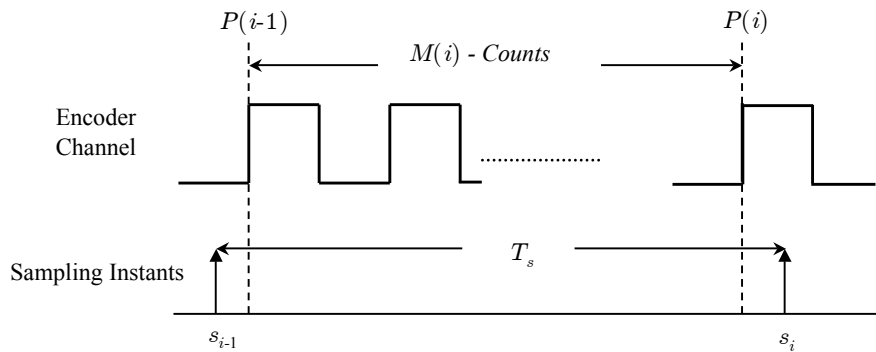 P(i-1)
P(i)
M(i) - Counts
Encoder
Channel
T_s
Sampling Instants
s_{i-1}
s_i